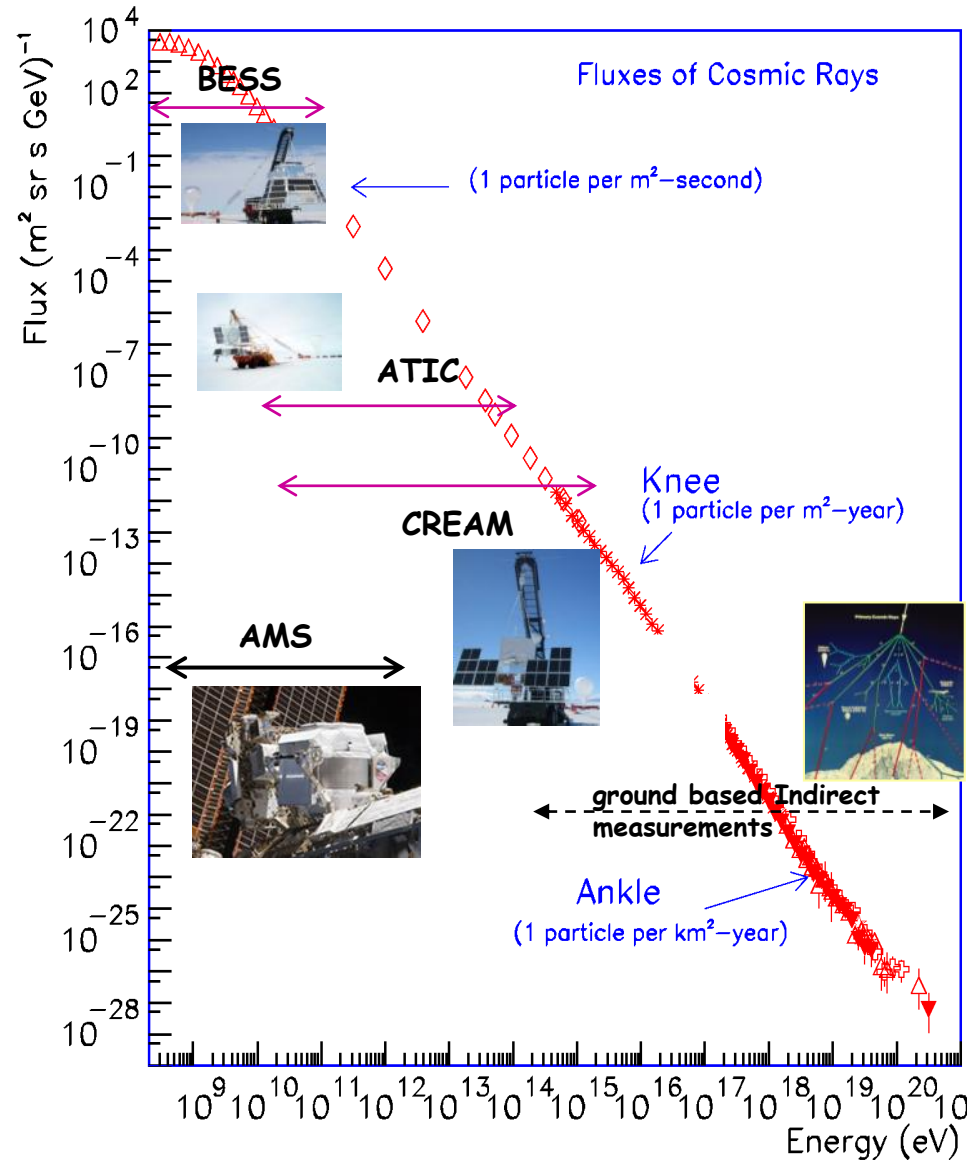 Fluxes of Cosmic Rays
Flux (m² sr s GeV)⁻¹
10⁴
10²
10⁻¹
10⁻⁴
10⁻⁷
10⁻¹⁰
10⁻¹³
10⁻¹⁶
10⁻¹⁹
10⁻²²
10⁻²⁵
10⁻²⁸
BESS
(1 particle per m²−second)
ATIC
Knee
(1 particle per m²−year)
CREAM
AMS
ground based Indirect
measurements
Ankle
(1 particle per km²−year)
10⁹ 10¹⁰ 10¹¹ 10¹² 10¹³ 10¹⁴ 10¹⁵ 10¹⁶ 10¹⁷ 10¹⁸ 10¹⁹ 10²⁰
Energy (eV)